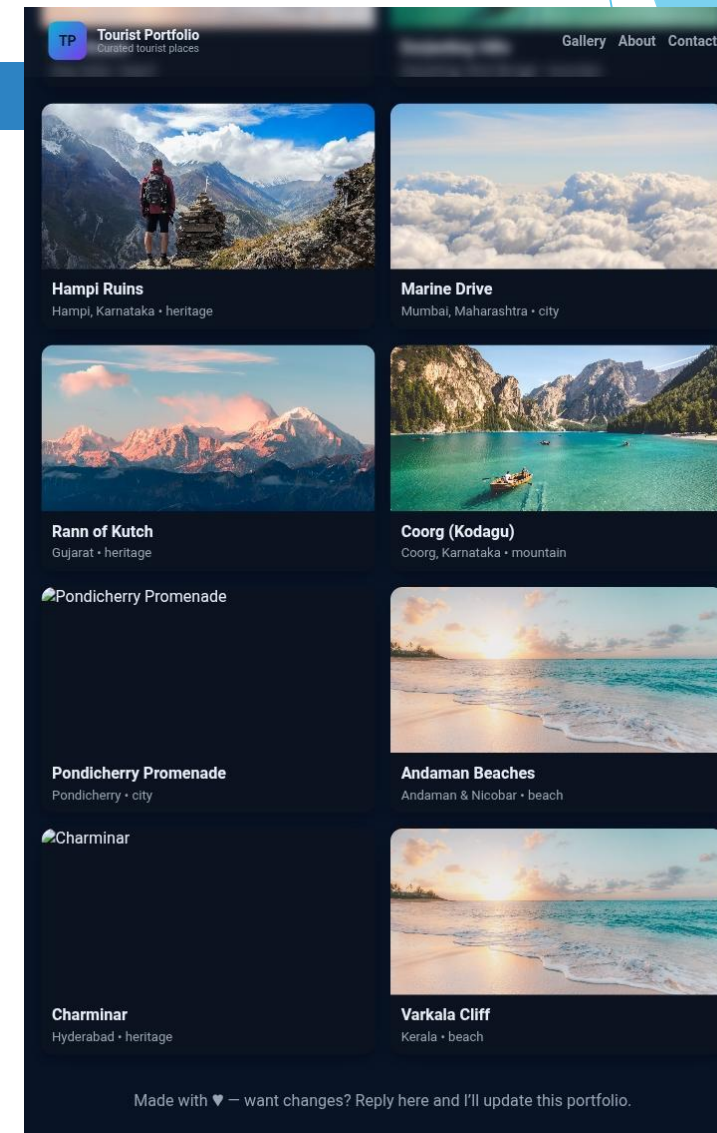 TP
Tourist Portfolio
Curated tourist places
Gallery About Contact
Hampi Ruins
Hampi, Karnataka • heritage
Marine Drive
Mumbai, Maharashtra • city
Rann of Kutch
Gujarat • heritage
Coorg (Kodagu)
Coorg, Karnataka • mountain
Pondicherry Promenade
Pondicherry Promenade
Pondicherry • city
Andaman Beaches
Andaman & Nicobar • beach
Charminar
Charminar
Hyderabad • heritage
Varkala Cliff
Kerala • beach
Made with ♥ — want changes? Reply here and I’ll update this portfolio.